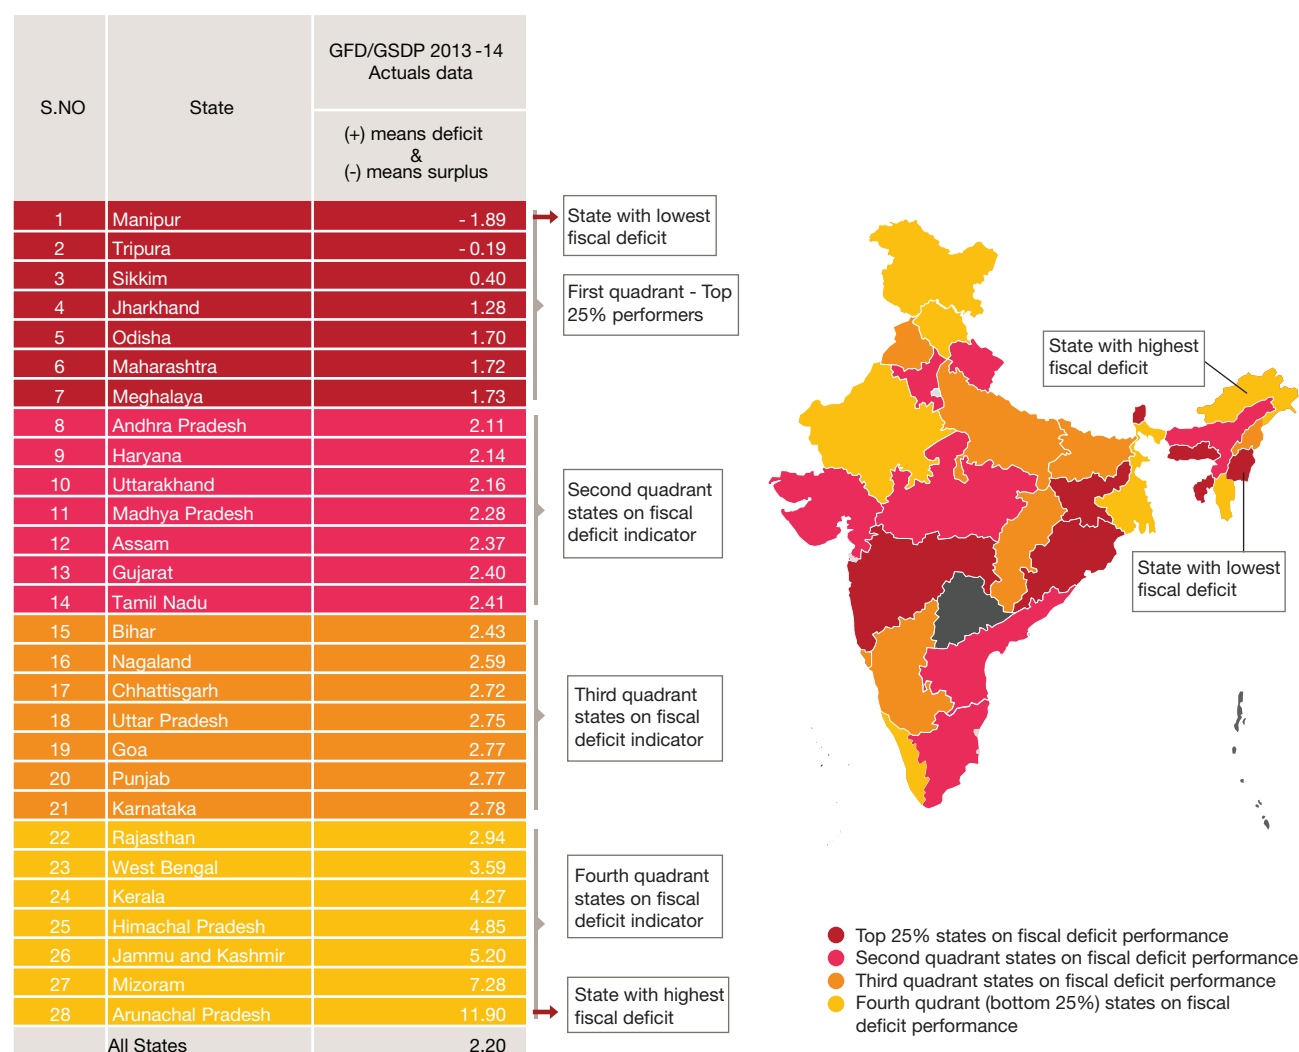 S.NO
State
GFD/GSDP 2013 -14
Actuals data
(+) means deficit
&
(-) means surplus
1 Manipur - 1.89
2 Tripura - 0.19
3 Sikkim 0.40
4 Jharkhand 1.28
5 Odisha 1.70
6 Maharashtra 1.72
7 Meghalaya 1.73
8 Andhra Pradesh 2.11
9 Haryana 2.14
10 Uttarakhand 2.16
11 Madhya Pradesh 2.28
12 Assam 2.37
13 Gujarat 2.40
14 Tamil Nadu 2.41
15 Bihar 2.43
16 Nagaland 2.59
17 Chhattisgarh 2.72
18 Uttar Pradesh 2.75
19 Goa 2.77
20 Punjab 2.77
21 Karnataka 2.78
22 Rajasthan 2.94
23 West Bengal 3.59
24 Kerala 4.27
25 Himachal Pradesh 4.85
26 Jammu and Kashmir 5.20
27 Mizoram 7.28
28 Arunachal Pradesh 11.90
All States 2.20
State with lowest
fiscal deficit
First quadrant - Top
25% performers
Second quadrant
states on fiscal
deficit indicator
Third quadrant
states on fiscal
deficit indicator
Fourth quadrant
states on fiscal
deficit indicator
State with highest
fiscal deficit
State with highest
fiscal deficit
State with lowest
fiscal deficit
Top 25% states on fiscal deficit performance
Second quadrant states on fiscal deficit performance
Third quadrant states on fiscal deficit performance
Fourth qudrant (bottom 25%) states on fiscal
deficit performance